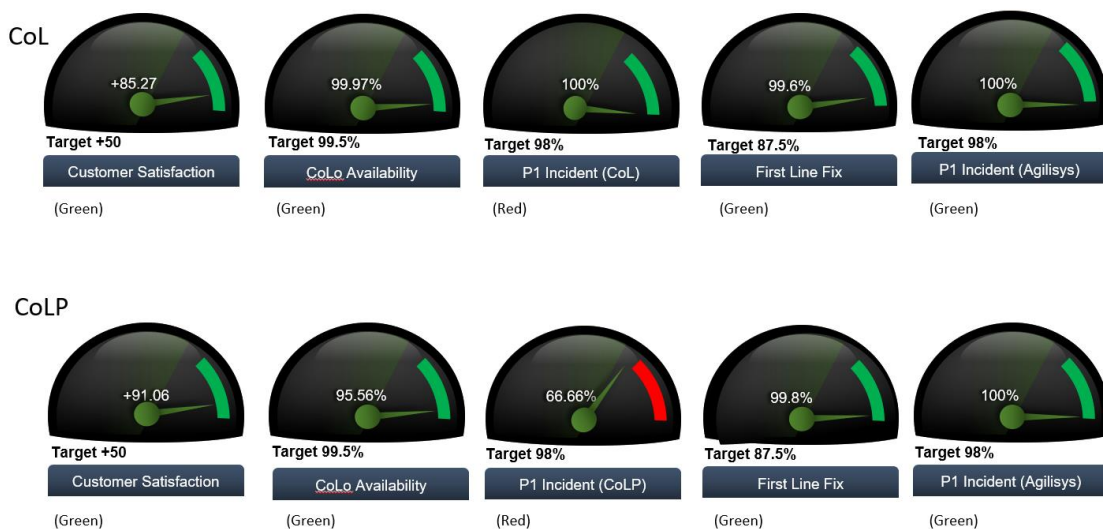 CoL
+85.27 99.97% 100% 99.6% 100%
Target +50 Target 99.5% Target 98% Target 87.5% Target 98%
Customer Satisfaction CoLo Availability P1 Incident (CoL) First Line Fix P1 Incident (Agilisys)
(Green) (Green) (Red) (Green) (Green)
CoLP
+91.06 95.56% 66.66% 99.8% 100%
Target +50 Target 99.5% Target 98% Target 87.5% Target 98%
Customer Satisfaction CoLo Availability P1 Incident (CoLP) First Line Fix P1 Incident (Agilisys)
(Green) (Green) (Red) (Green) (Green)